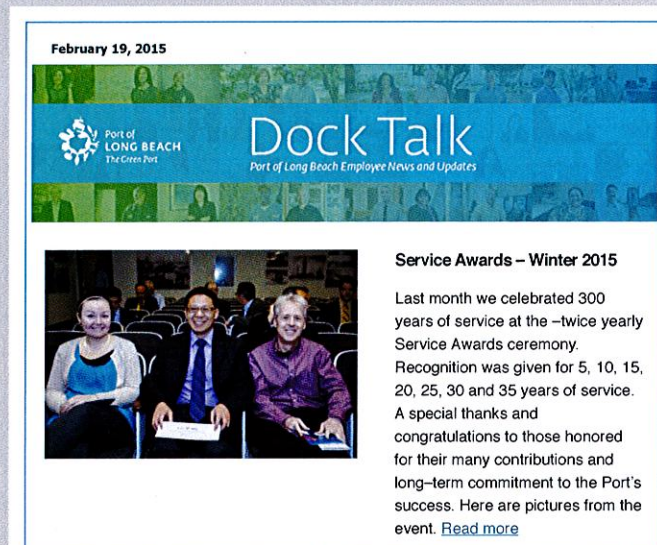 February 19, 2015
Port of
LONG BEACH
The Green Port
Dock Talk
Port of Long Beach Employee News and Updates
Service Awards – Winter 2015
Last month we celebrated 300
years of service at the –twice yearly
Service Awards ceremony.
Recognition was given for 5, 10, 15,
20, 25, 30 and 35 years of service.
A special thanks and
congratulations to those honored
for their many contributions and
long–term commitment to the Port's
success. Here are pictures from the
event. Read more